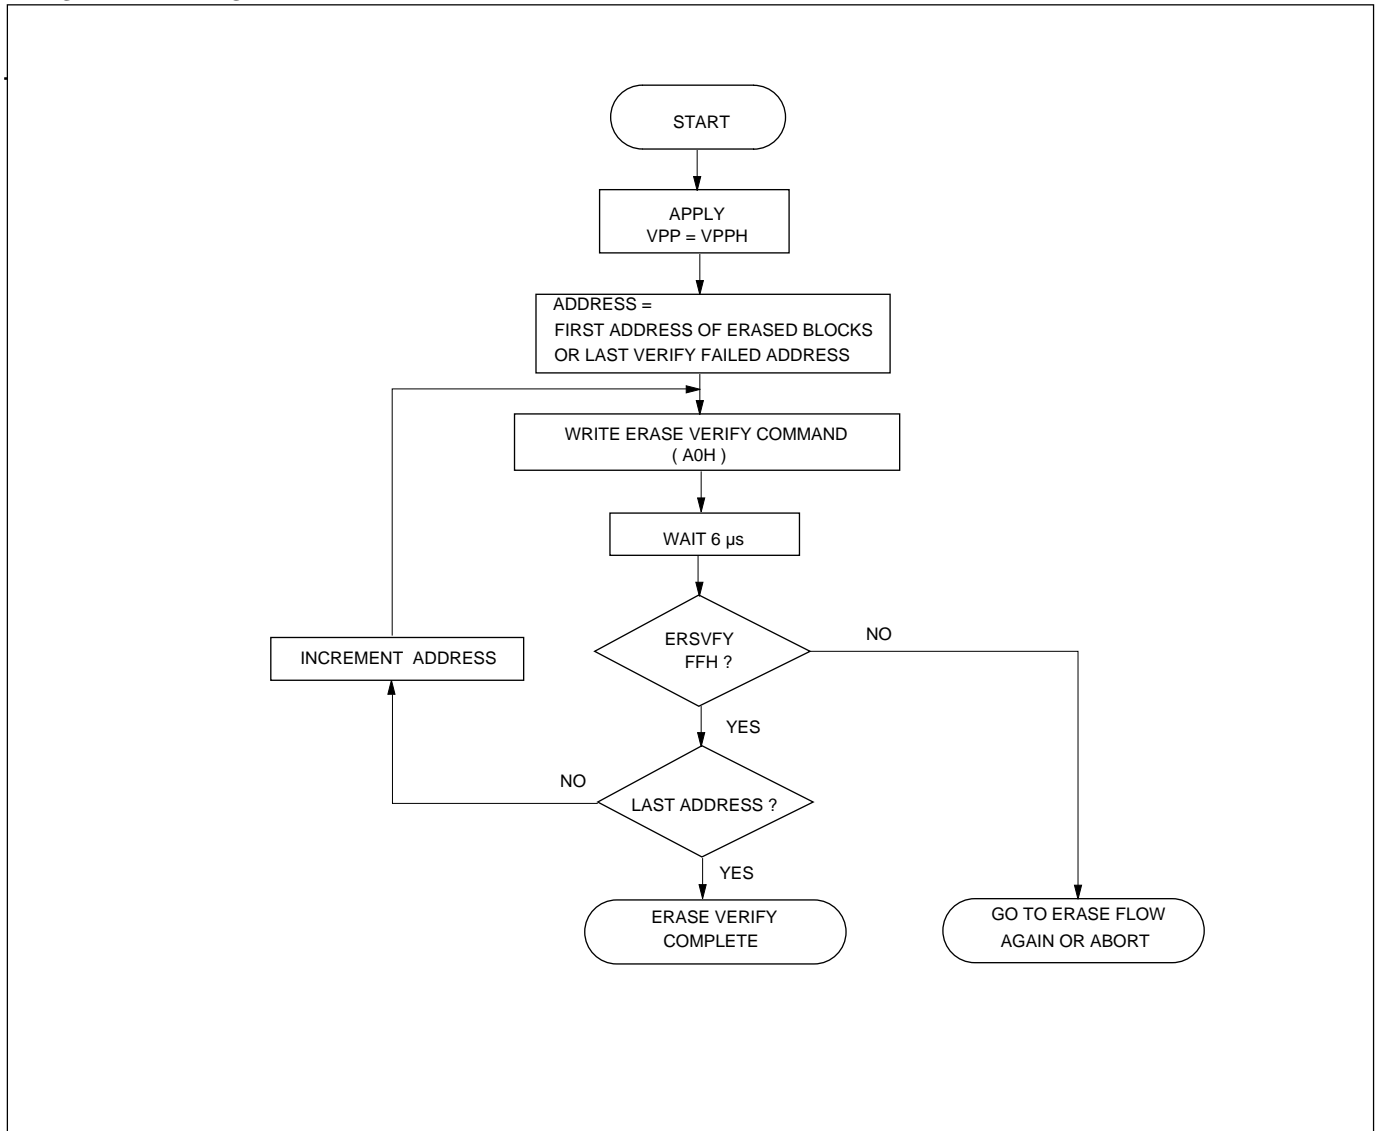 START
APPLY
VPP = VPPH
ADDRESS =
FIRST ADDRESS OF ERASED BLOCKS
OR LAST VERIFY FAILED ADDRESS
WRITE ERASE VERIFY COMMAND
( A0H )
WAIT 6 µs
ERSVFY
FFH ?
NO
INCREMENT ADDRESS
YES
NO
LAST ADDRESS ?
YES
ERASE VERIFY
COMPLETE
GO TO ERASE FLOW
AGAIN OR ABORT